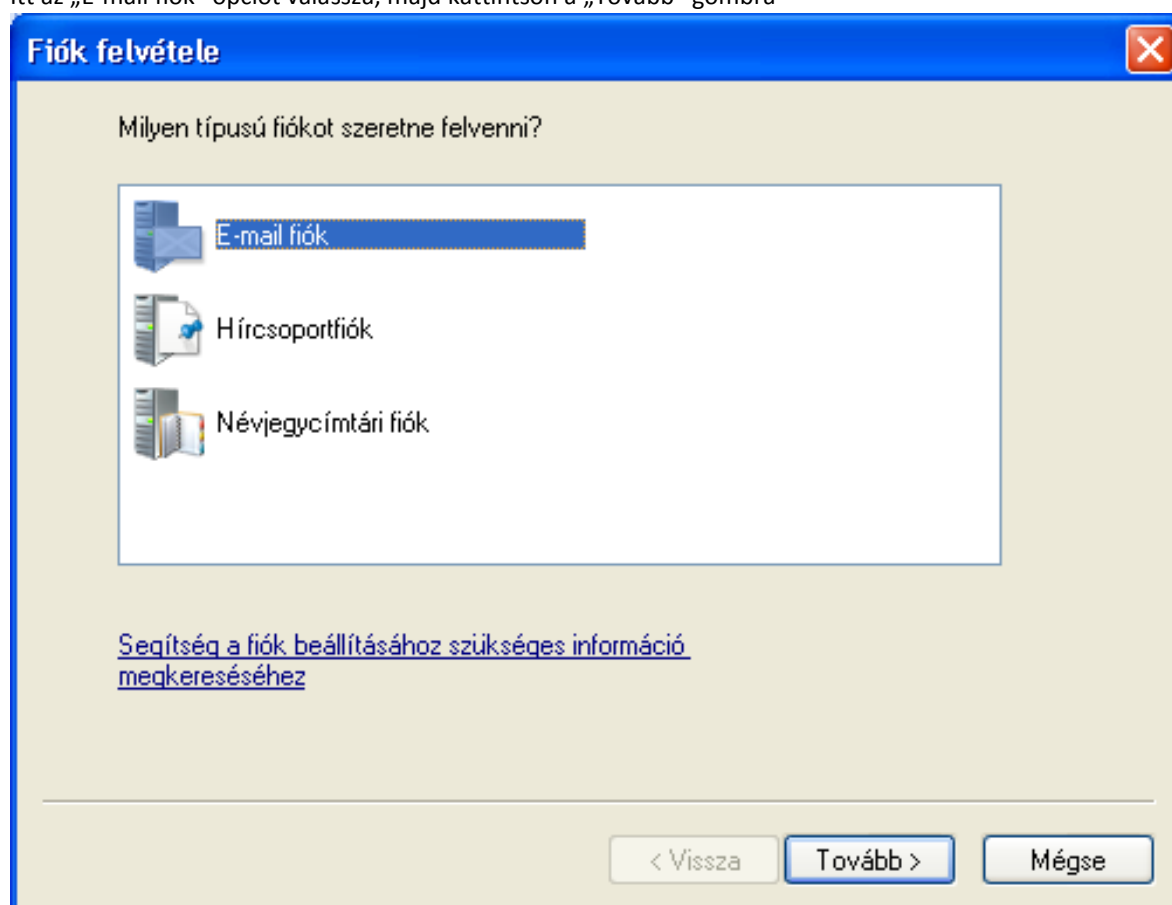 Itt az „E-mail fiók” opciót válassza, majd kattintson a „Tovább” gombra
Fiók felvétele
Milyen típusú fiókot szeretne felvenni?
E-mail fiók
Hírcsoportfiók
Névjegycímtári fiók
Segítség a fiók beállításához szükséges információ
megkereséséhez
< Vissza Tovább > Mégse